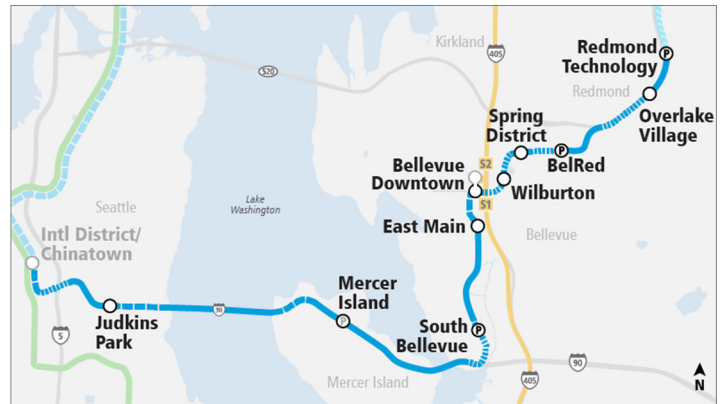 Kirkland
405
Redmond
Technology
P
520
Redmond
Spring
District
Overlake
Village
S2
P
BelRed
Bellevue
Downtown
Wilburton
S1
Lake
Washington
Seattle
East Main
Bellevue
Intl District/
Chinatown
Mercer
Island
P
90
5
Judkins
Park
South
Bellevue
P
90
405
Mercer Island
N